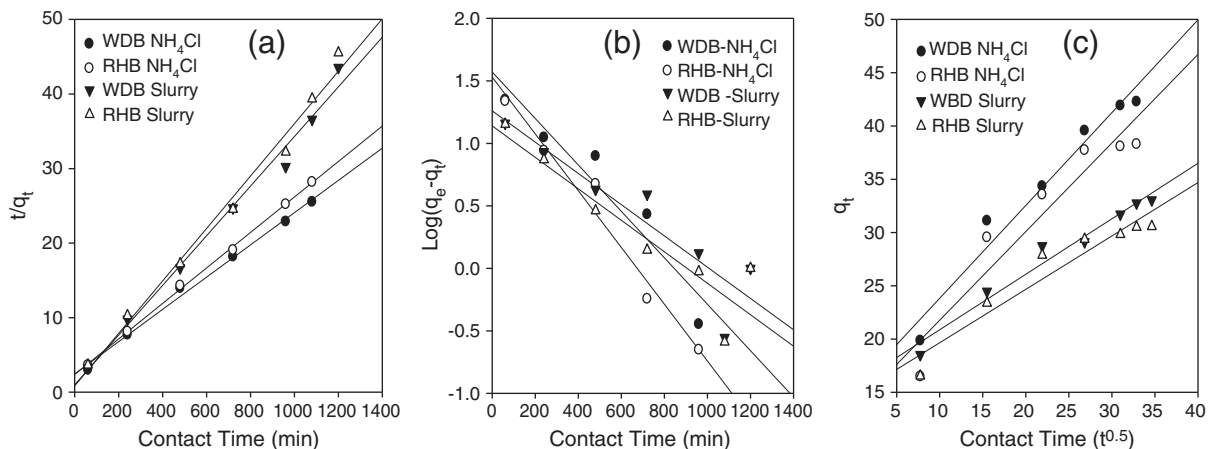 (a)
WDB NH₄Cl
RHB NH₄Cl
WDB Slurry
RHB Slurry
t/qₜ
50
40
30
20
10
0
0 200 400 600 800 1000 1200 1400
Contact Time (min)
(b)
WDB-NH₄Cl
RHB-NH₄Cl
WDB -Slurry
RHB-Slurry
Log(qₑ-qₜ)
2.0
1.5
1.0
0.5
0.0
-0.5
-1.0
0 200 400 600 800 1000 1200 1400
Contact Time (min)
(c)
WDB NH₄Cl
RHB NH₄Cl
WBD Slurry
RHB Slurry
qₜ
50
45
40
35
30
25
20
15
5 10 15 20 25 30 35 40
Contact Time (t⁰·⁵)